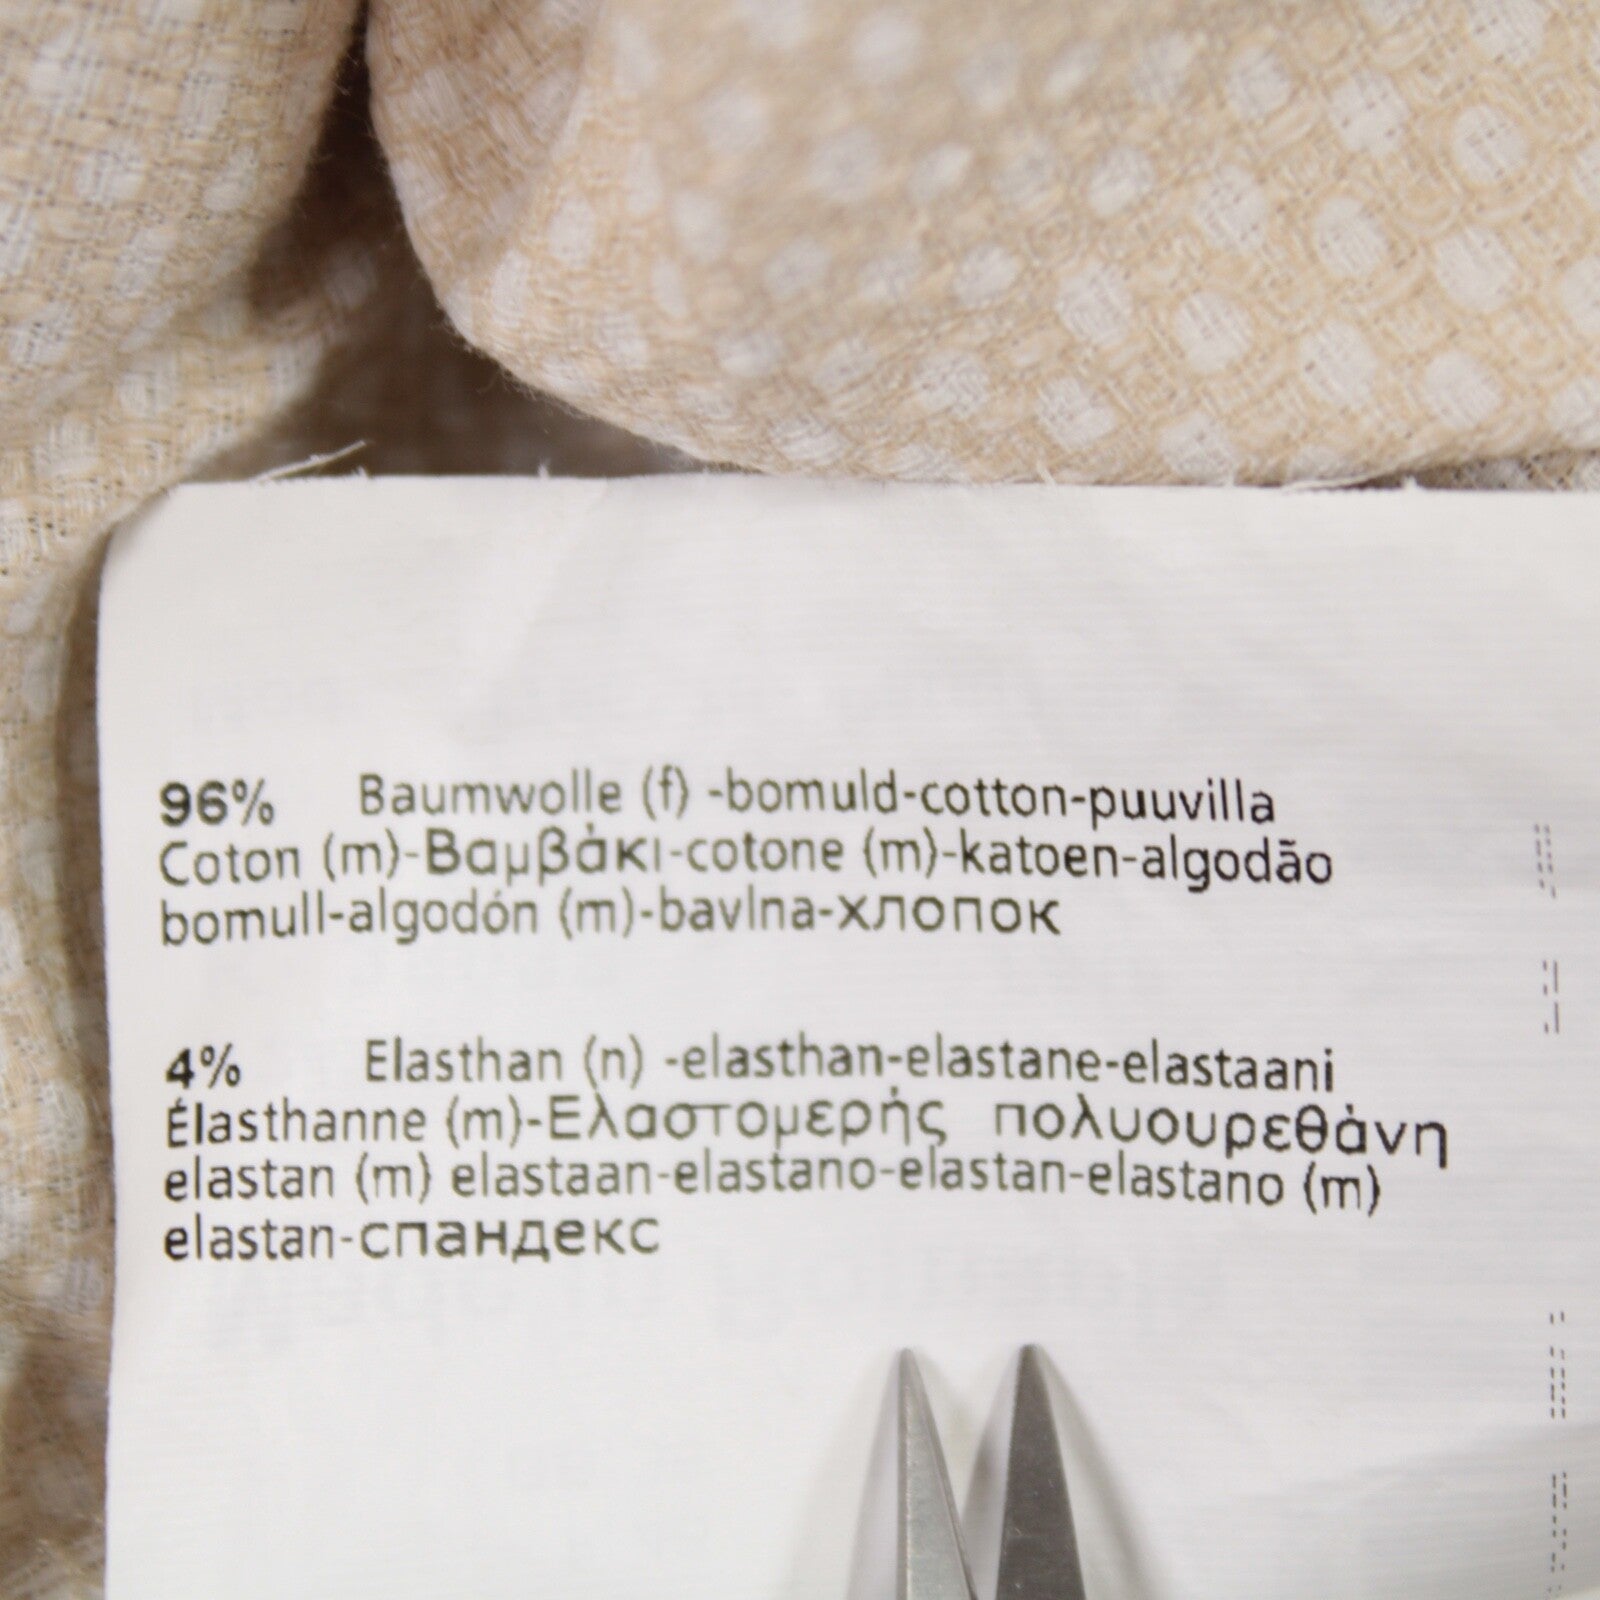 96% Baumwolle (f) -bomuld-cotton-puuvilla
Coton (m)-Βαμβάκι-cotone (m)-katoen-algodão
bomull-algodón (m)-bavlna-хлопок
4% Elasthan (n) -elasthan-elastane-elastaani
Élasthanne (m)-Ελαστομερής πολυουρεθάνη
elastan (m) elastaan-elastano-elastan-elastano (m)
elastan-спандекс